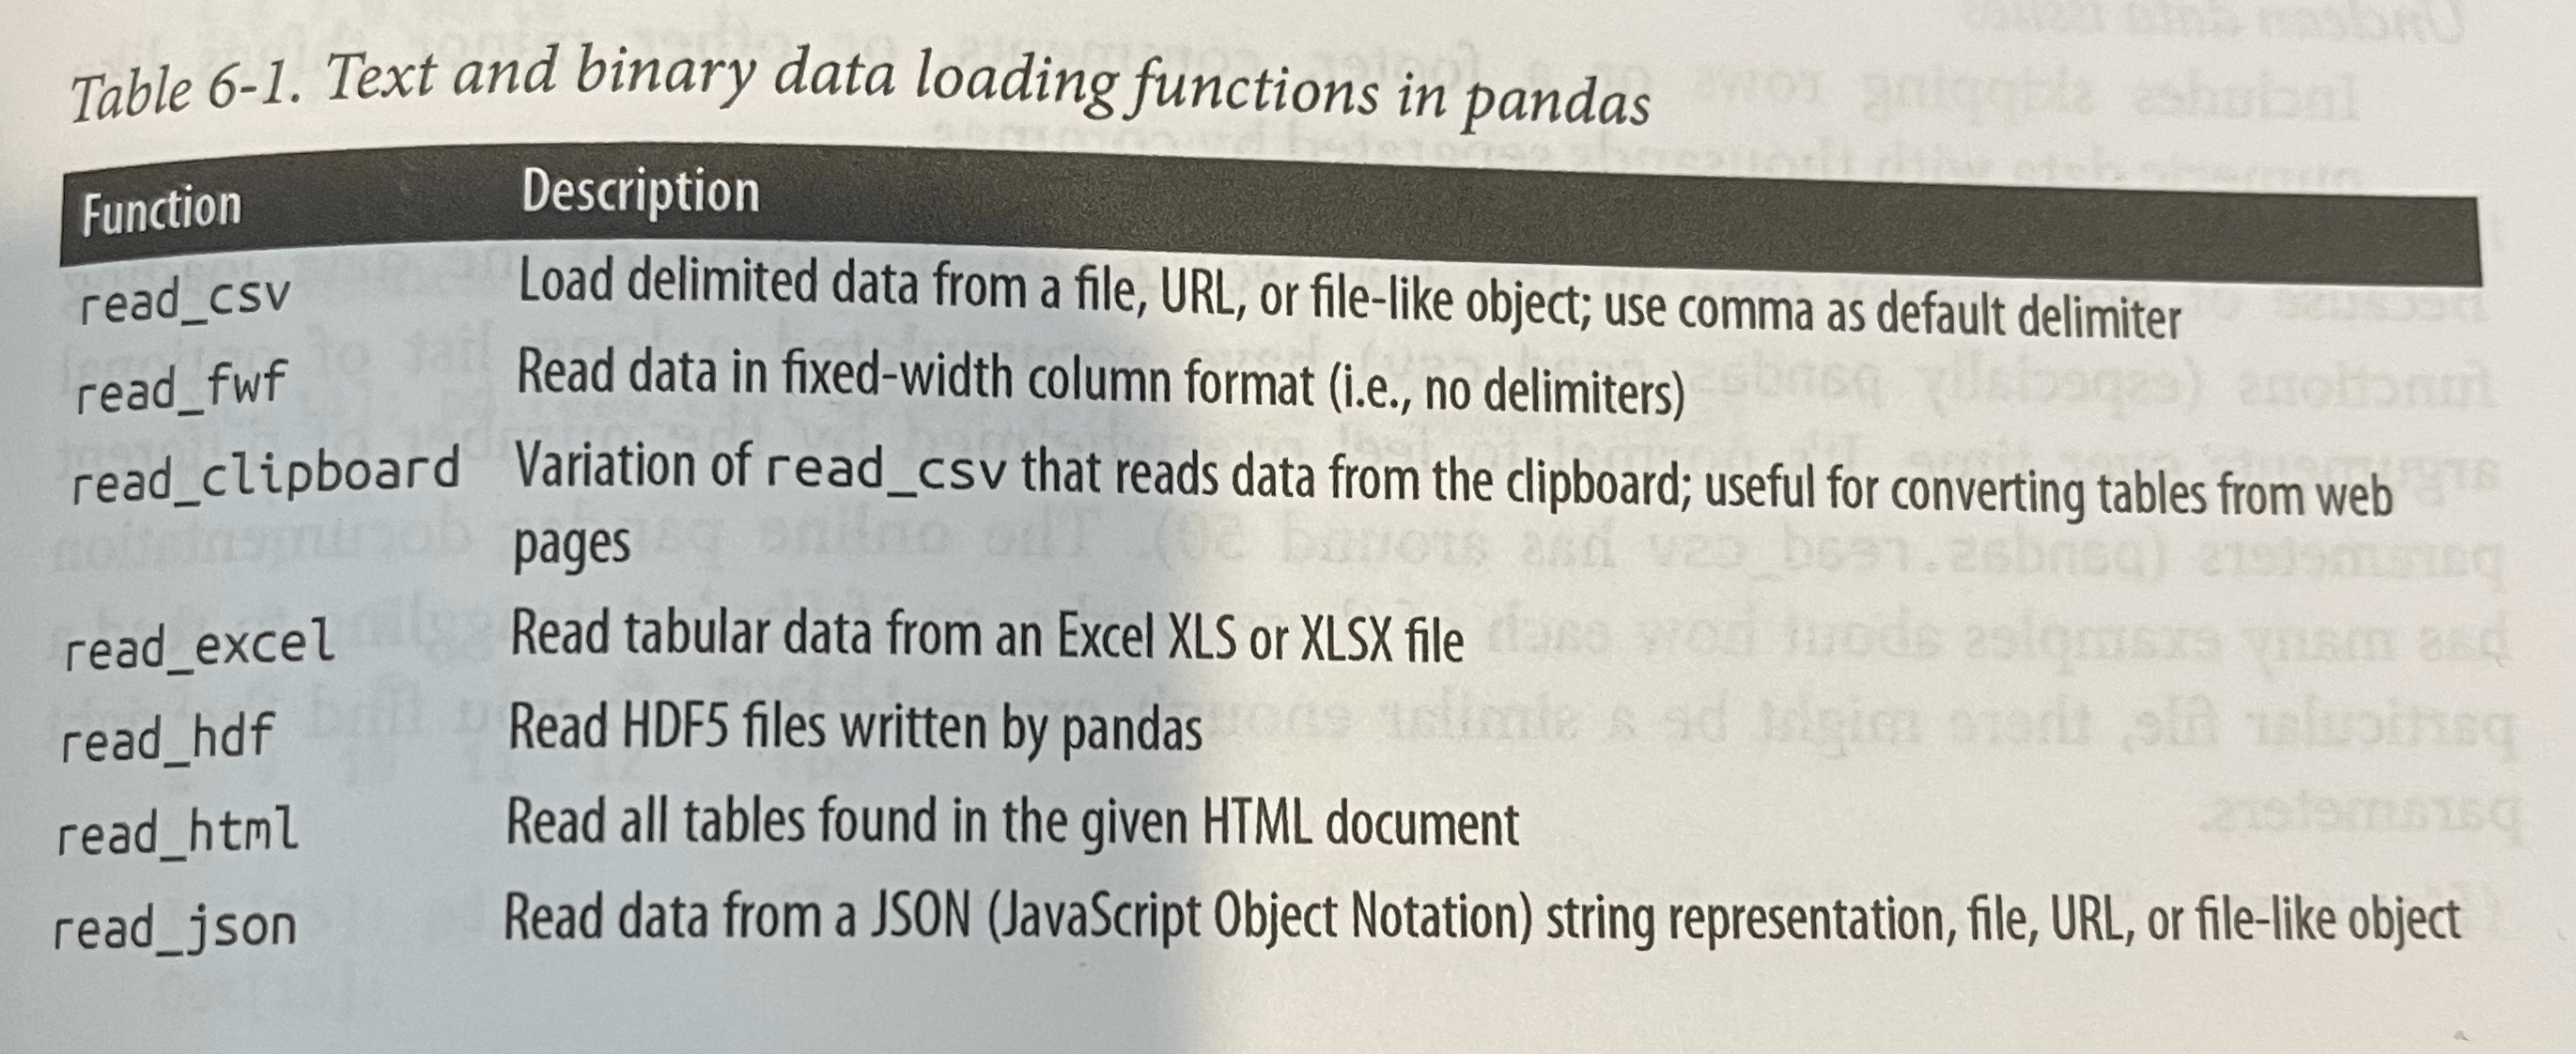 Table 6-1. Text and binary data loading functions in pandas
Function Description
read_csv Load delimited data from a file, URL, or file-like object; use comma as default delimiter
read_fwf Read data in fixed-width column format (i.e., no delimiters)
read_clipboard Variation of read_csv that reads data from the clipboard; useful for converting tables from web
pages
read_excel Read tabular data from an Excel XLS or XLSX file
read_hdf Read HDF5 files written by pandas
read_html Read all tables found in the given HTML document
read_json Read data from a JSON (JavaScript Object Notation) string representation, file, URL, or file-like object